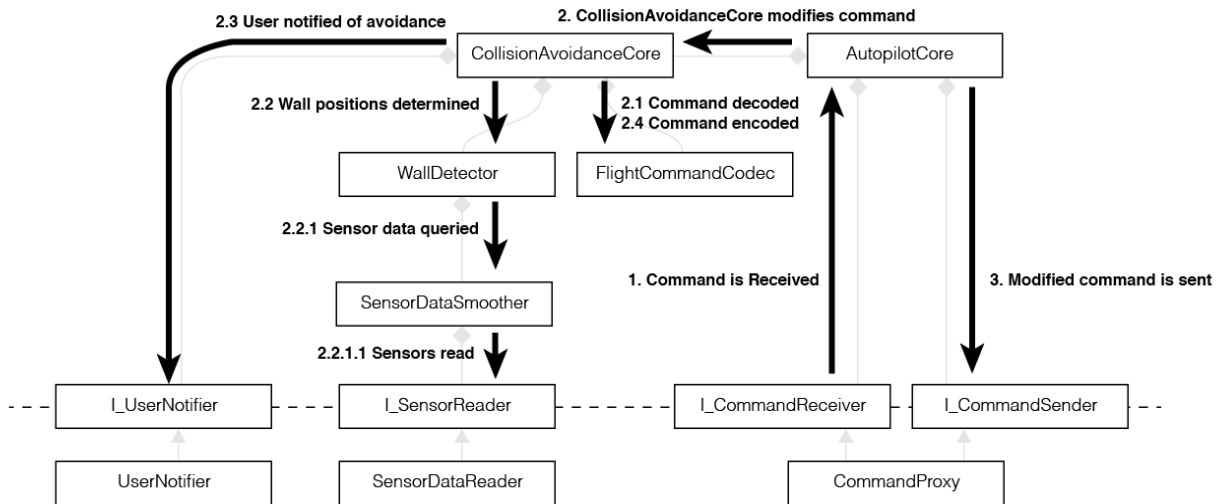 2.3 User notified of avoidance
2. CollisionAvoidanceCore modifies command
CollisionAvoidanceCore
AutopilotCore
2.2 Wall positions determined
2.1 Command decoded
2.4 Command encoded
WallDetector
FlightCommandCodec
2.2.1 Sensor data queried
1. Command is Received
3. Modified command is sent
SensorDataSmoother
2.2.1.1 Sensors read
I_UserNotifier
I_SensorReader
I_CommandReceiver
I_CommandSender
UserNotifier
SensorDataReader
CommandProxy